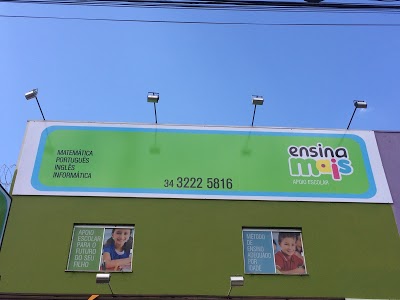 MATEMÁTICA
PORTUGUÊS
INGLÊS
INFORMÁTICA
34 3222 5816
ensina
mais
APOIO ESCOLAR
APOIO
ESCOLAR
PARA O
FUTURO
DO SEU
FILHO
MÉTODO
DE
ENSINO
ADEQUADO
POR
IDADE